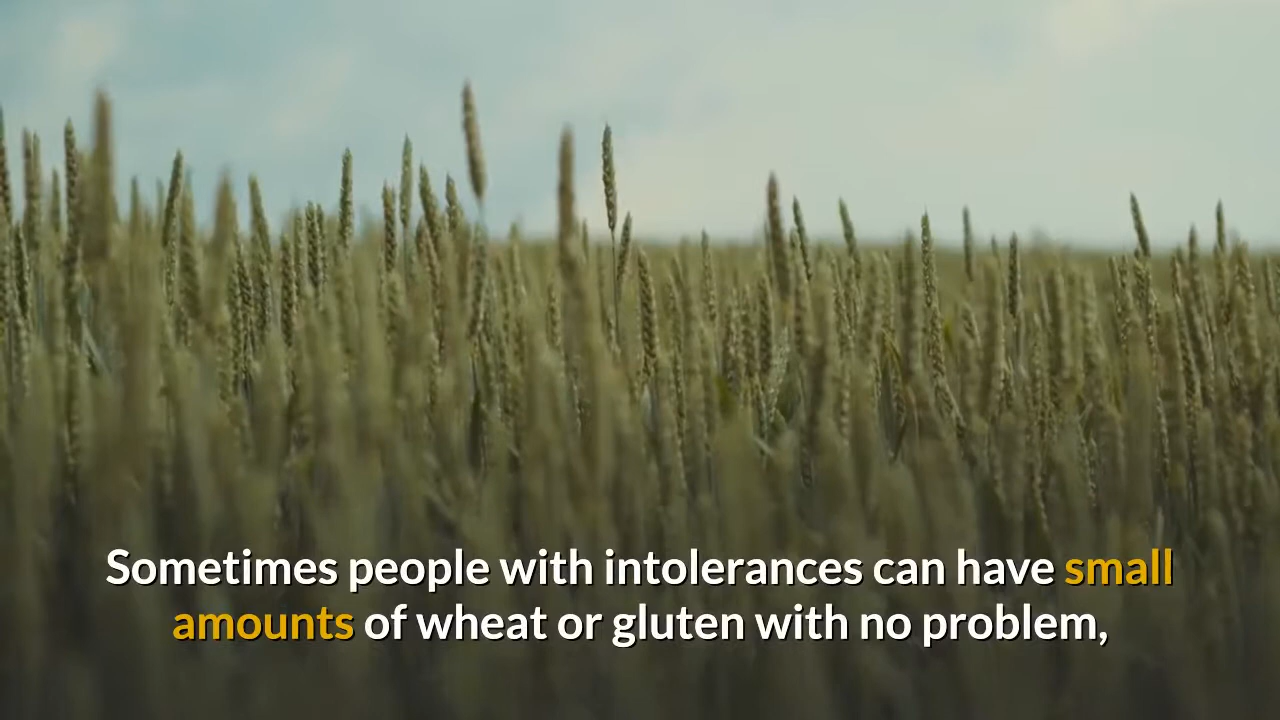 Sometimes people with intolerances can have small
amounts of wheat or gluten with no problem,